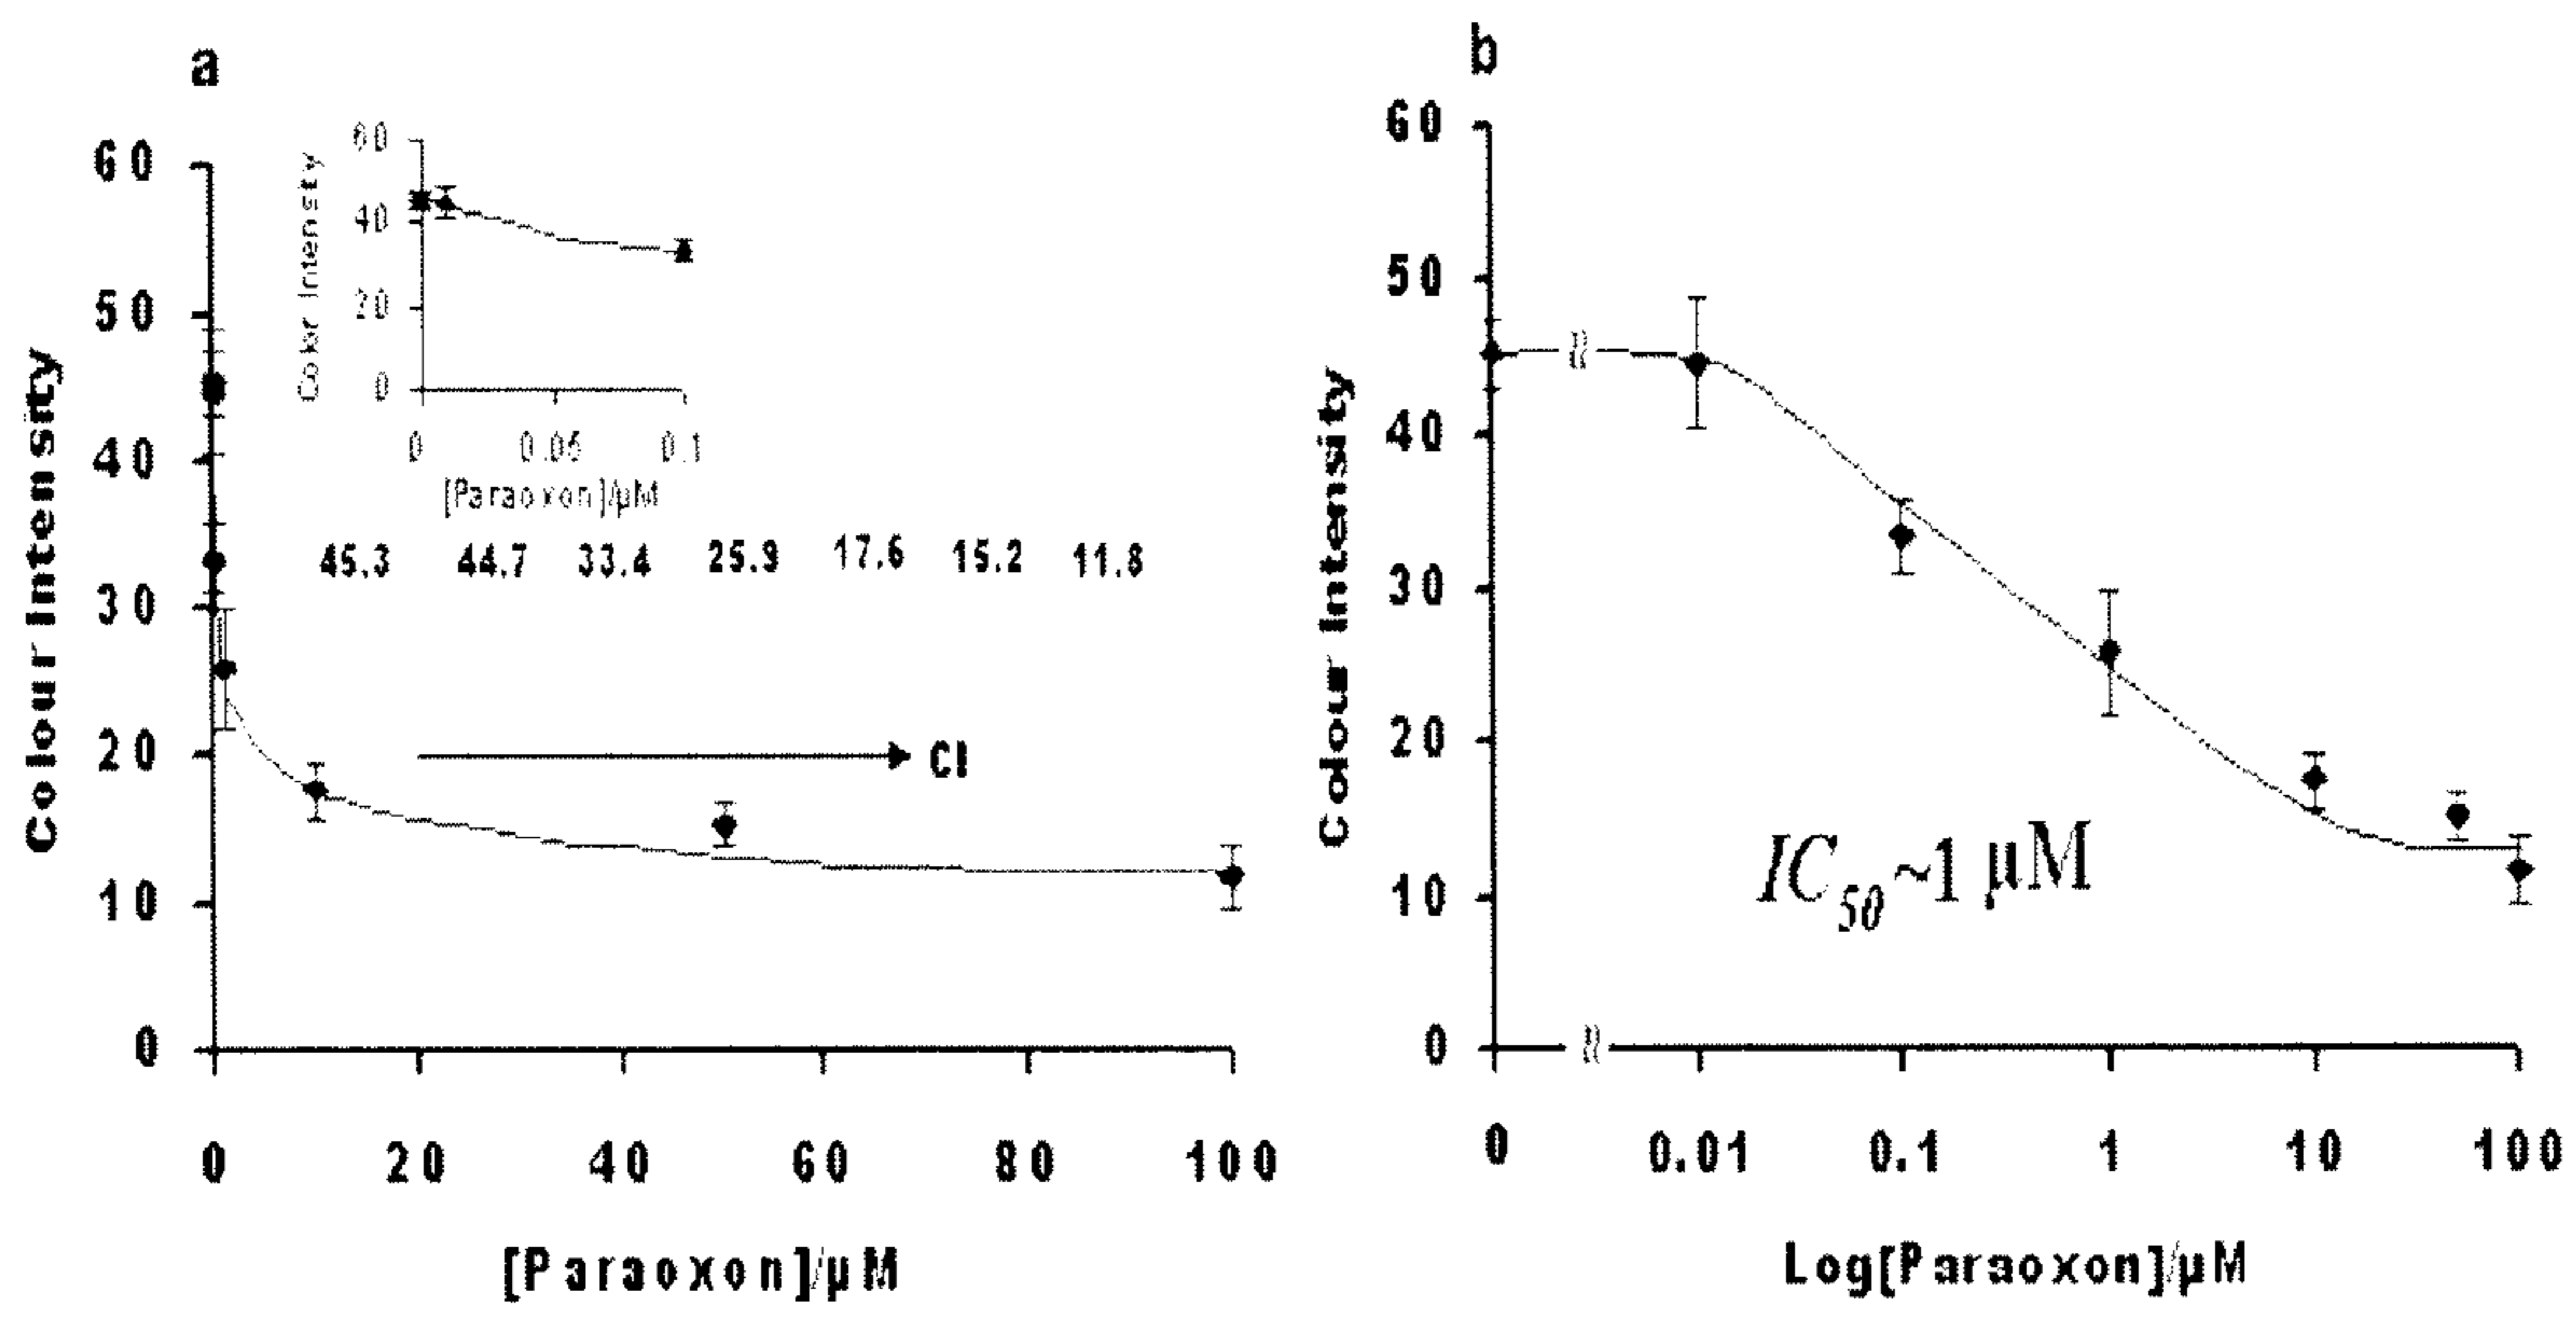 a
60
50
40
30
20
10
0
Colour Intensity
60
40
20
0
Color Intensity
0 0.05 0.1
[Paraoxon]/µM
45.3 44.7 33.4 25.9 17.6 15.2 11.8
CI
0 20 40 60 80 100
[Paraoxon]/µM
b
60
50
40
30
20
10
0
Colour Intensity
IC50~1 µM
0 0.01 0.1 1 10 100
Log[Paraoxon]/µM